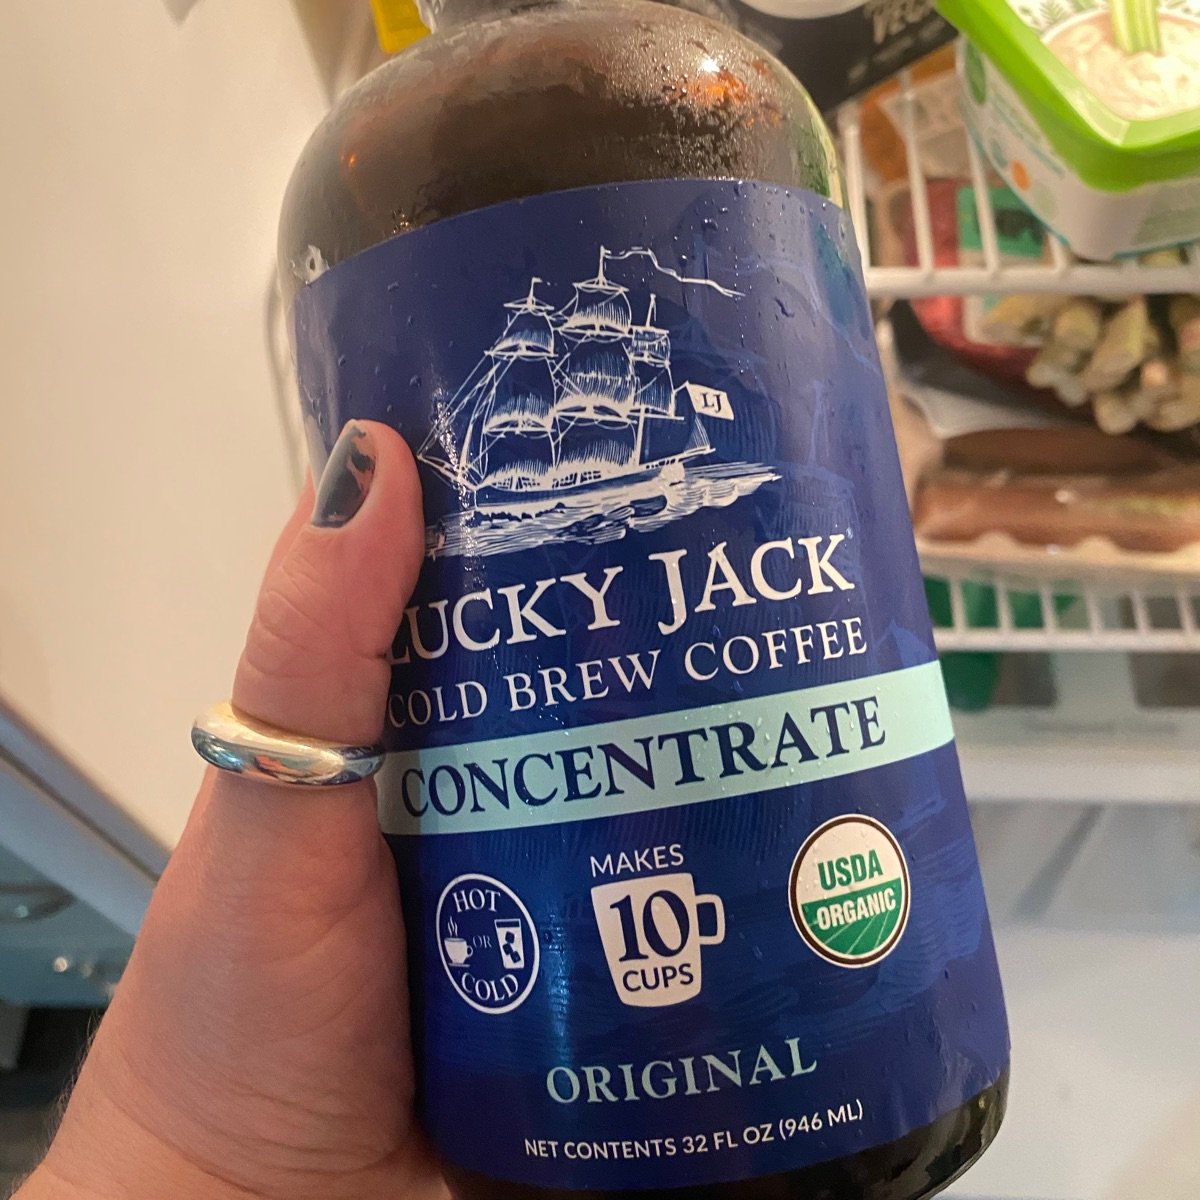 LJ
LUCKY JACK
COLD BREW COFFEE
CONCENTRATE
HOT
OR
COLD
MAKES
10
CUPS
USDA
ORGANIC
ORIGINAL
NET CONTENTS 32 FL OZ (946 ML)